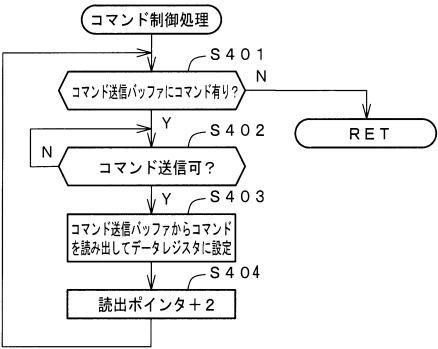 コマンド制御処理
S401
コマンド送信バッファにコマンド有り?
N
Y
RET
S402
N
コマンド送信可?
Y
S403
コマンド送信バッファからコマンド
を読み出してデータレジスタに設定
S404
読出ポインタ+2